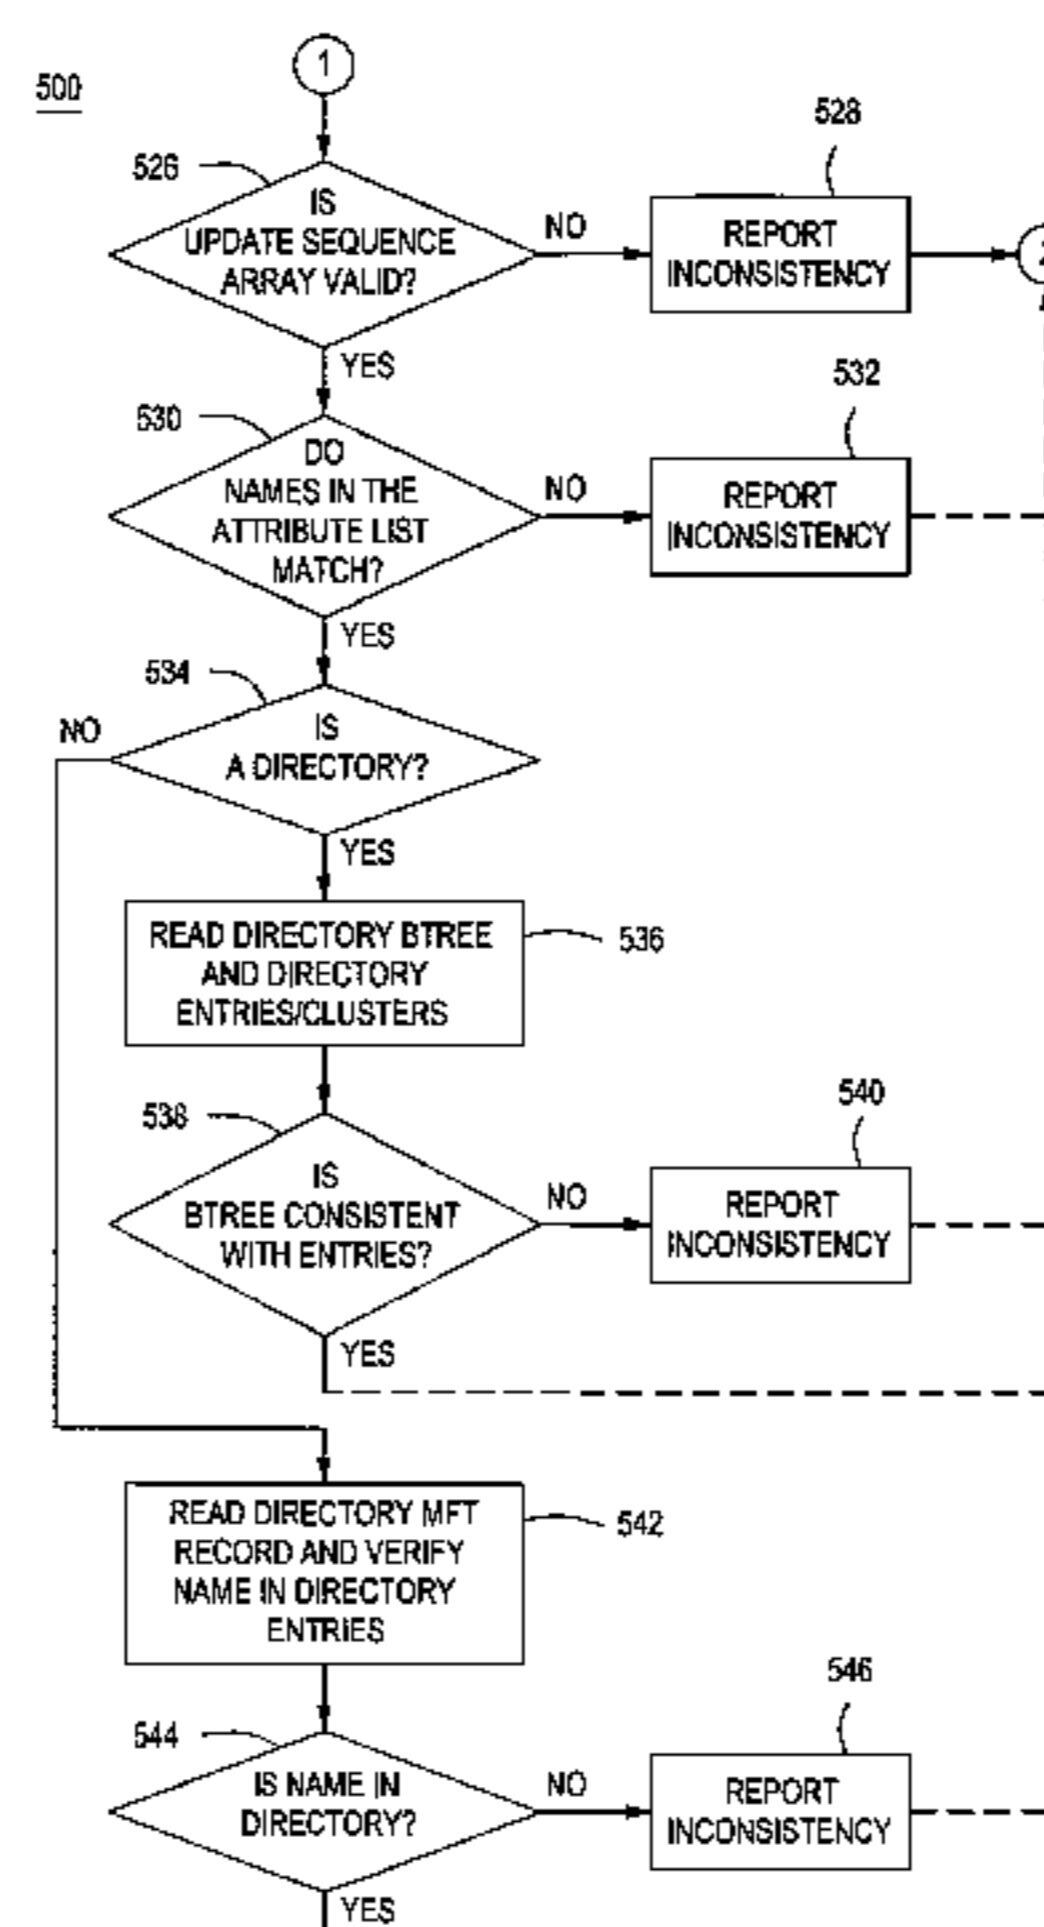 500
1
526
IS
UPDATE SEQUENCE
ARRAY VALID?
NO
528
REPORT
INCONSISTENCY
2
YES
530
DO
NAMES IN THE
ATTRIBUTE LIST
MATCH?
NO
532
REPORT
INCONSISTENCY
YES
534
NO
IS
A DIRECTORY?
YES
READ DIRECTORY BTREE
AND DIRECTORY
ENTRIES/CLUSTERS
536
538
IS
BTREE CONSISTENT
WITH ENTRIES?
NO
540
REPORT
INCONSISTENCY
YES
READ DIRECTORY MFT
RECORD AND VERIFY
NAME IN DIRECTORY
ENTRIES
542
544
IS NAME IN
DIRECTORY?
NO
546
REPORT
INCONSISTENCY
YES